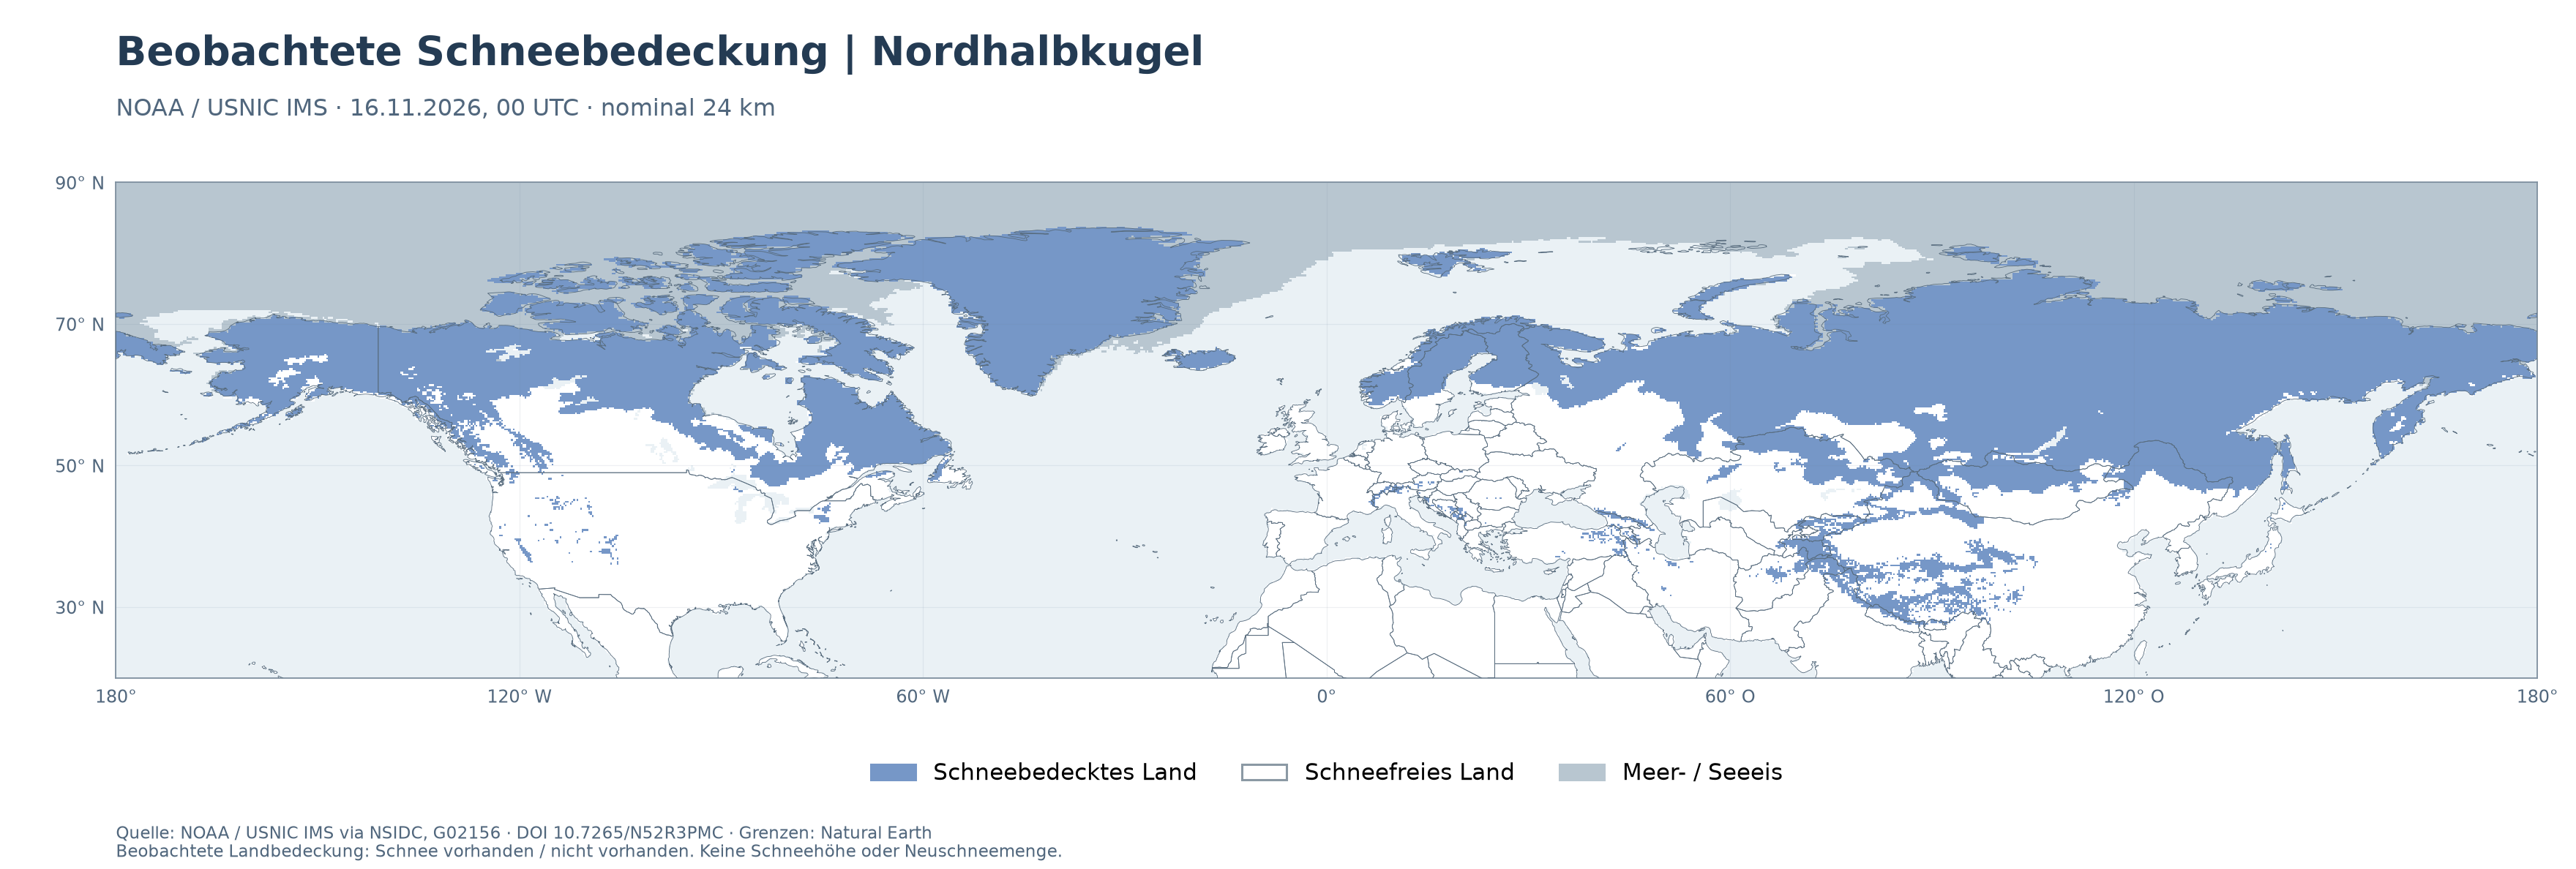 Beobachtete Schneebedeckung | Nordhalbkugel
NOAA / USNIC IMS · 16.11.2026, 00 UTC · nominal 24 km
90° N
70° N
50° N
30° N
180°
120° W
60° W
0°
60° O
120° O
180°
Schneebedecktes Land
Schneefreies Land
Meer- / Seeeis
Quelle: NOAA / USNIC IMS via NSIDC, G02156 · DOI 10.7265/N52R3PMC · Grenzen: Natural Earth
Beobachtete Landbedeckung: Schnee vorhanden / nicht vorhanden. Keine Schneehöhe oder Neuschneemenge.